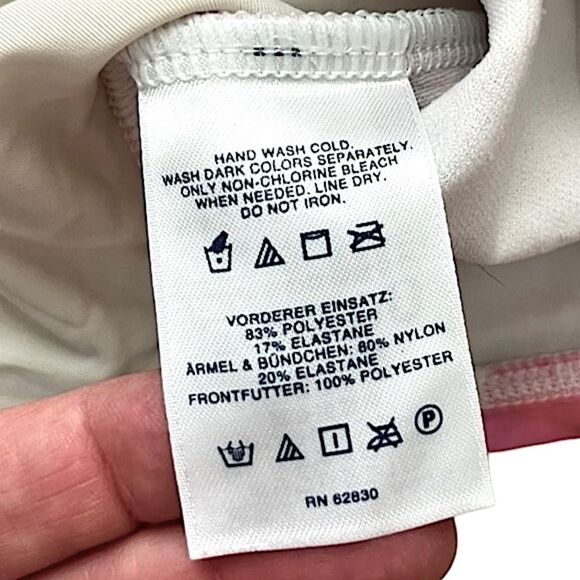 HAND WASH COLD.
WASH DARK COLORS SEPARATELY.
ONLY NON-CHLORINE BLEACH
WHEN NEEDED. LINE DRY.
DO NOT IRON.
VORDERER EINSATZ:
83% POLYESTER
17% ELASTANE
ÄRMEL & BÜNDCHEN: 80% NYLON
20% ELASTANE
FRONTFUTTER: 100% POLYESTER
P
RN 62830